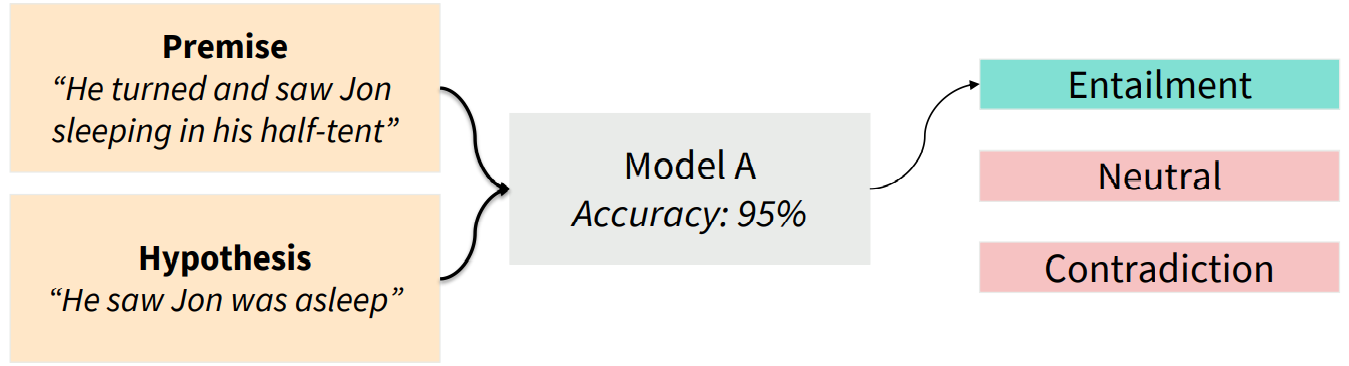 Premise
“He turned and saw Jon
sleeping in his half-tent”
Hypothesis
“He saw Jon was asleep”
Model A
Accuracy: 95%
Entailment
Neutral
Contradiction